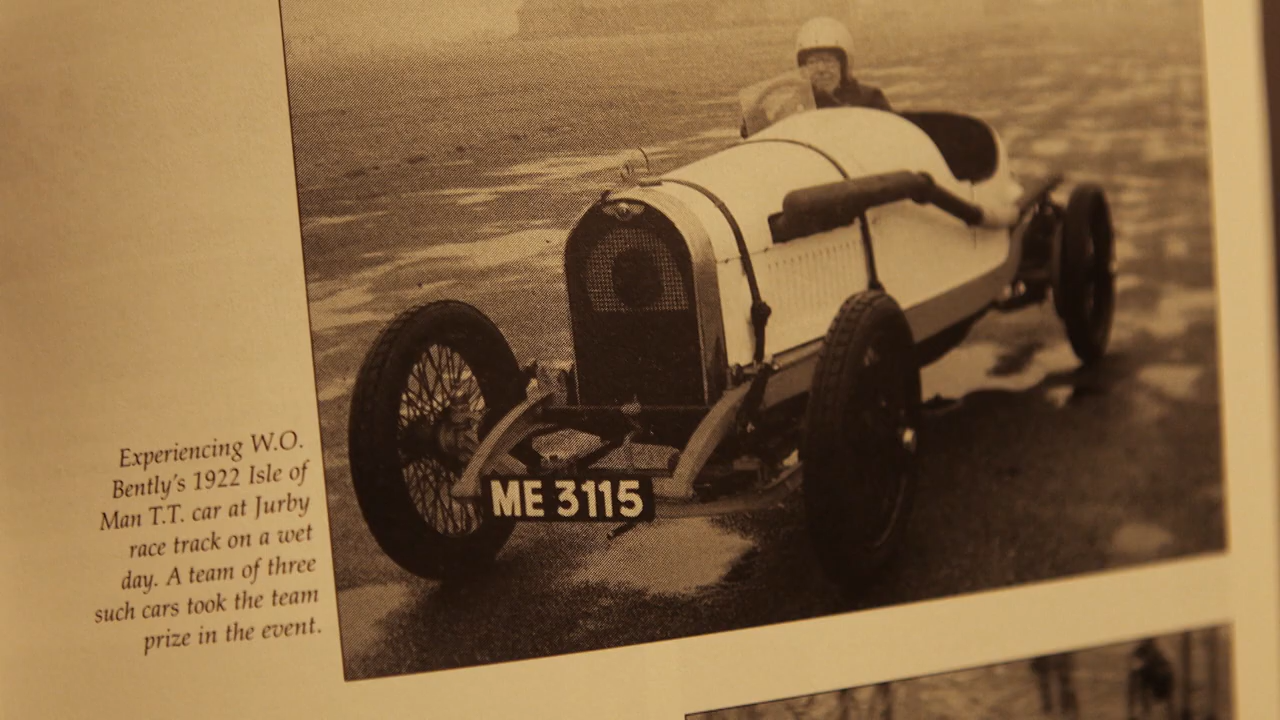 Experiencing W.O.
Bently's 1922 Isle of
Man T.T. car at Jurby
race track on a wet
day. A team of three
such cars took the team
prize in the event.
ME 3115